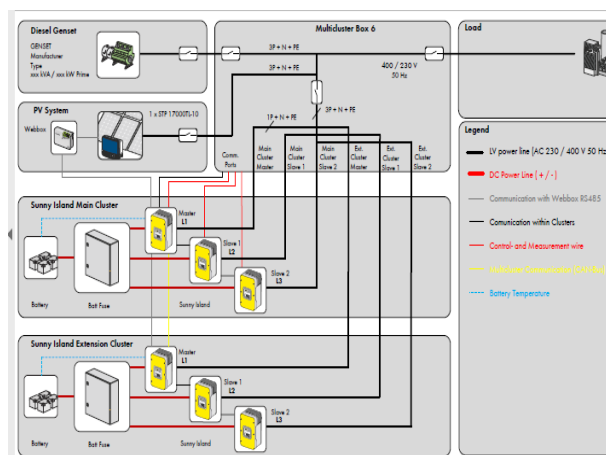 Diesel Genset
GENSET
Manufacturer
Type
xxx kVA / xxx kW Prime
3P + N + PE
Multicluster Box 6
Load
3P + N + PE
400 / 230 V
50 Hz
PV System
Webbox
1 x STP 17000TL-10
3P + N + PE
1P + N + PE
Comm.
Ports
Main
Cluster
Master
Main
Cluster
Slave 1
Main
Cluster
Slave 2
Ext.
Cluster
Master
Ext.
Cluster
Slave 1
Ext.
Cluster
Slave 2
Legend
LV power line (AC 230 / 400 V 50 Hz
DC Power Line ( + / - )
Communication with Webbox RS485
Comunication within Clusters
Control- and Measurement wire
Multicluster Communication
Battery Temperature
Sunny Island Main Cluster
Master
L1
Slave 1
L2
Slave 2
L3
Battery
Batt Fuse
Sunny Island
Sunny Island Extension Cluster
Master
L1
Slave 1
L2
Slave 2
L3
Battery
Batt Fuse
Sunny Island